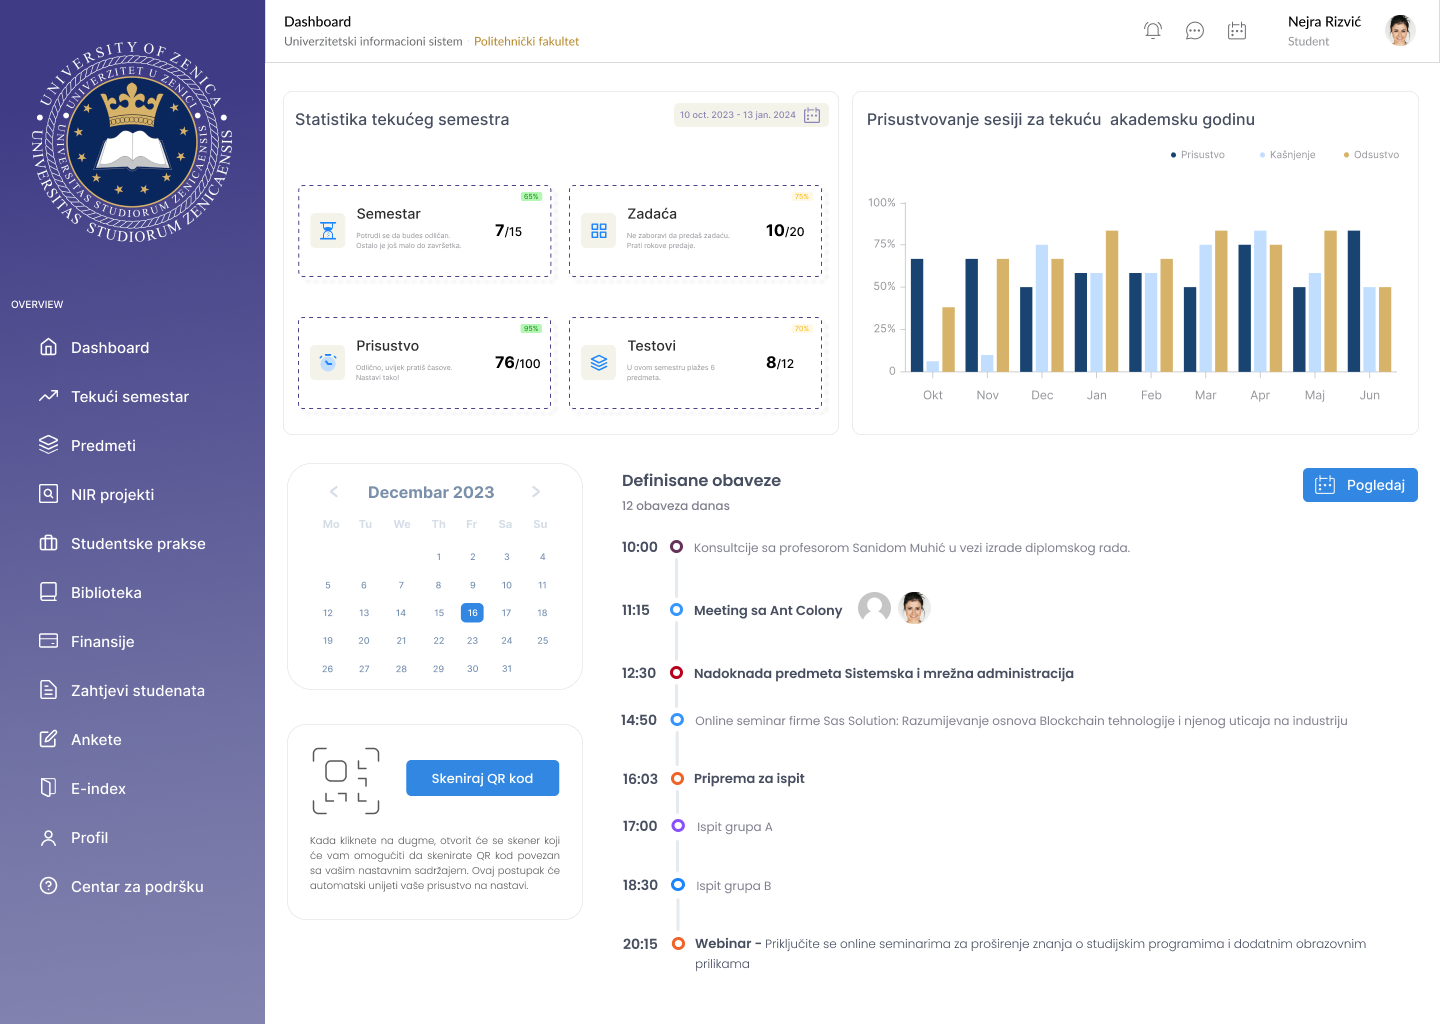 UNIVERSITY OF ZENICA
UNIVERZITET U ZENICI
UNIVERSITAS STUDIORUM ZENICAENSIS
UNIVERSITAS STUDIORUM ZENICAENSIS
OVERVIEW
Dashboard
Tekući semestar
Predmeti
NIR projekti
Studentske prakse
Biblioteka
Finansije
Zahtjevi studenata
Ankete
E-index
Profil
Centar za podršku
Dashboard
Univerzitetski informacioni sistem · Politehnički fakultet
Nejra Rizvić
Student
Statistika tekućeg semestra
10 oct. 2023 - 13 jan. 2024
65%
Semestar
Potrudi se da budes odličan.
Ostalo je još malo do završetka.
7/15
75%
Zadaća
Ne zaboravi da predaš zadaću.
Prati rokove predaje.
10/20
95%
Prisustvo
Odlično, uvijek pratiš časove.
Nastavi tako!
76/100
70%
Testovi
U ovom semestru plažes 6
predmeta.
8/12
Prisustvovanje sesiji za tekuću akademsku godinu
Prisustvo Kašnjenje Odsustvo
100%
75%
50%
25%
0
Okt Nov Dec Jan Feb Mar Apr Maj Jun
Decembar 2023
Mo Tu We Th Fr Sa Su
1 2 3 4
5 6 7 8 9 10 11
12 13 14 15 16 17 18
19 20 21 22 23 24 25
26 27 28 29 30 31
Skeniraj QR kod
Kada kliknete na dugme, otvorit će se skener koji
će vam omogućiti da skenirate QR kod povezan
sa vašim nastavnim sadržajem. Ovaj postupak će
automatski unijeti vaše prisustvo na nastavi.
Definisane obaveze
12 obaveza danas
Pogledaj
10:00 Konsultcije sa profesorom Sanidom Muhić u vezi izrade diplomskog rada.
11:15 Meeting sa Ant Colony
12:30 Nadoknada predmeta Sistemska i mrežna administracija
14:50 Online seminar firme Sas Solution: Razumijevanje osnova Blockchain tehnologije i njenog uticaja na industriju
16:03 Priprema za ispit
17:00 Ispit grupa A
18:30 Ispit grupa B
20:15 Webinar - Priključite se online seminarima za proširenje znanja o studijskim programima i dodatnim obrazovnim
prilikama